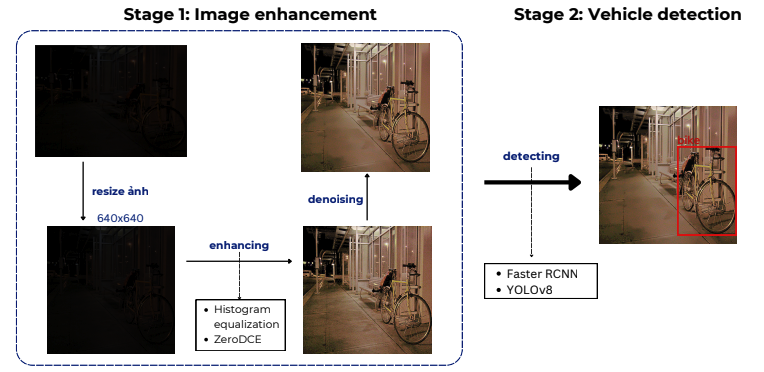 Stage 1: Image enhancement
Stage 2: Vehicle detection
resize ảnh
640x640
enhancing
• Histogram
equalization
• ZeroDCE
denoising
detecting
• Faster RCNN
• YOLOv8
bike